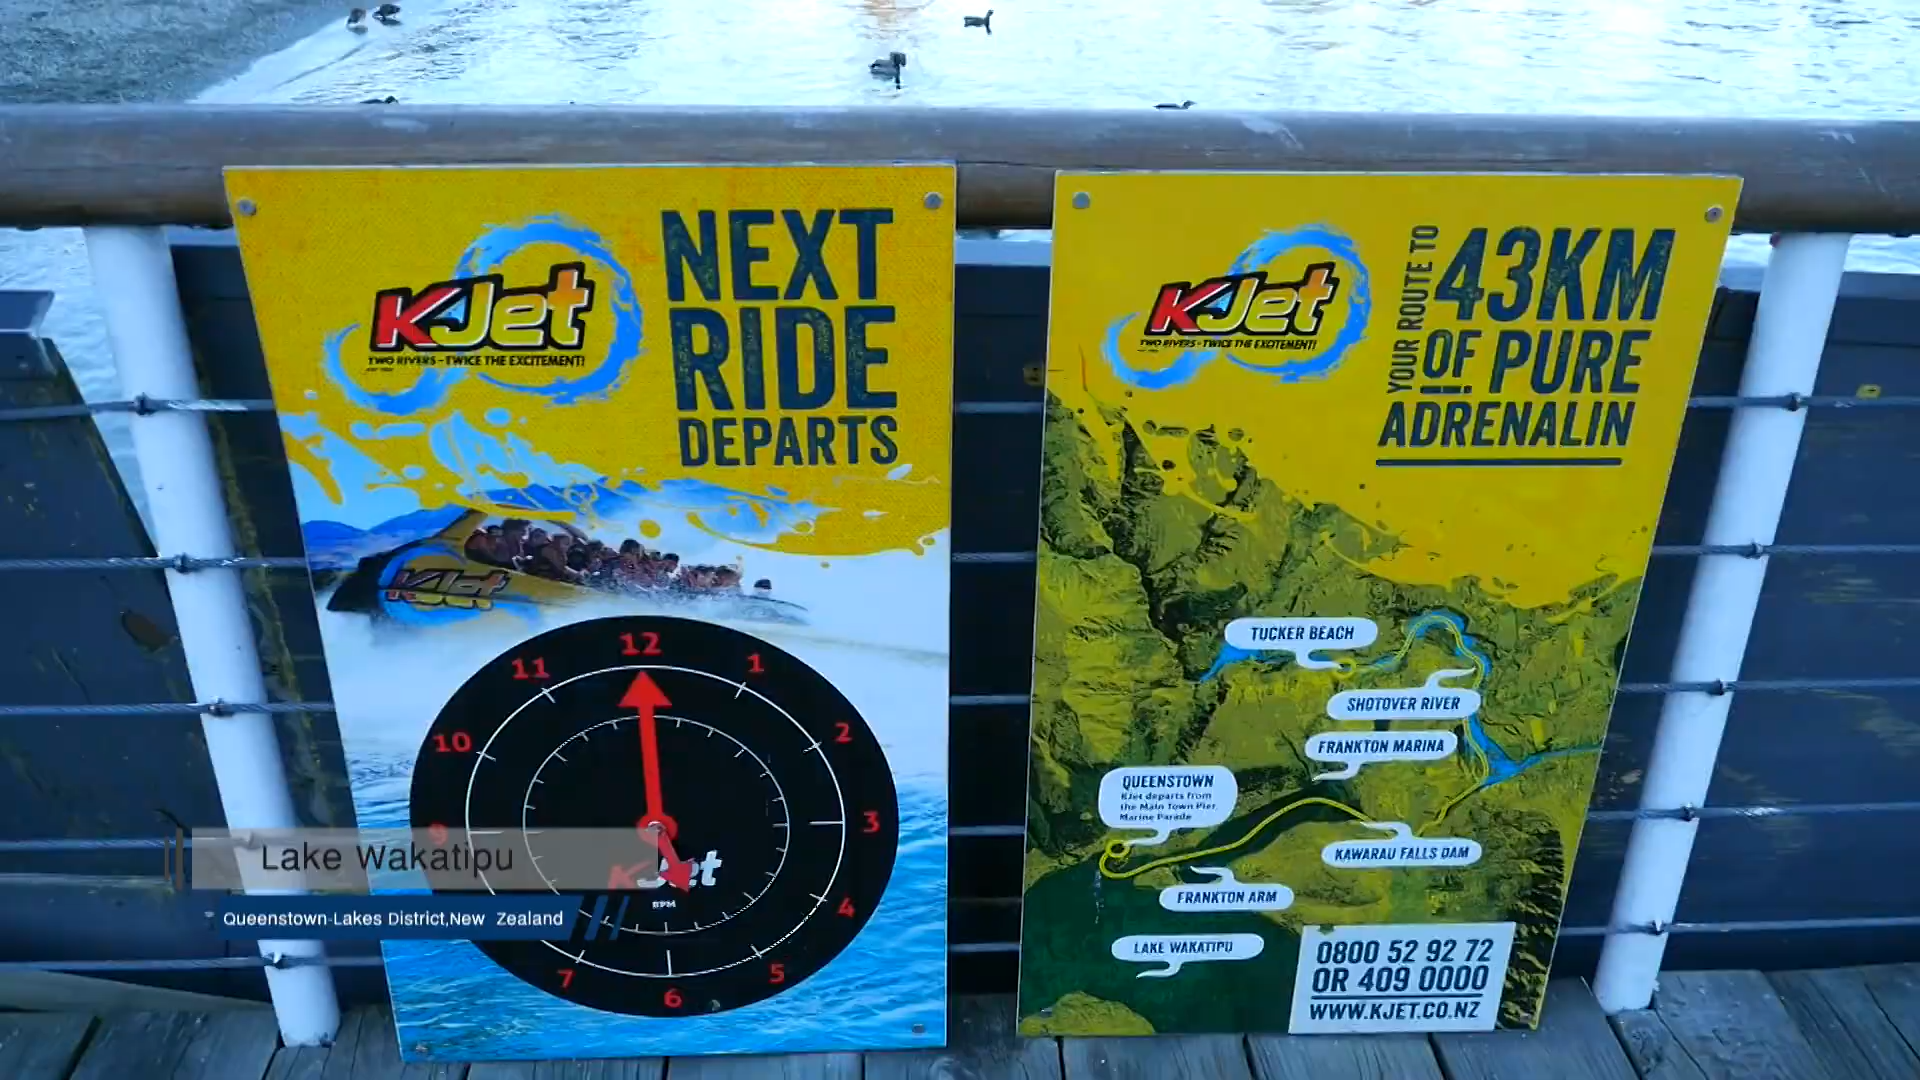 KJet
TWO RIVERS - TWICE THE EXCITEMENT!
NEXT
RIDE
DEPARTS
KJet
12
1
2
3
4
5
6
7
9
10
11
KJet
RPM
Lake Wakatipu
Queenstown-Lakes District,New Zealand
KJet
TWO RIVERS - TWICE THE EXCITEMENT!
YOUR ROUTE TO
43KM
OF PURE
ADRENALIN
TUCKER BEACH
SHOTOVER RIVER
FRANKTON MARINA
QUEENSTOWN
KJet departs from
the Main Town Pier,
Marine Parade
KAWARAU FALLS DAM
FRANKTON ARM
LAKE WAKATIPU
0800 52 92 72
OR 409 0000
WWW.KJET.CO.NZ